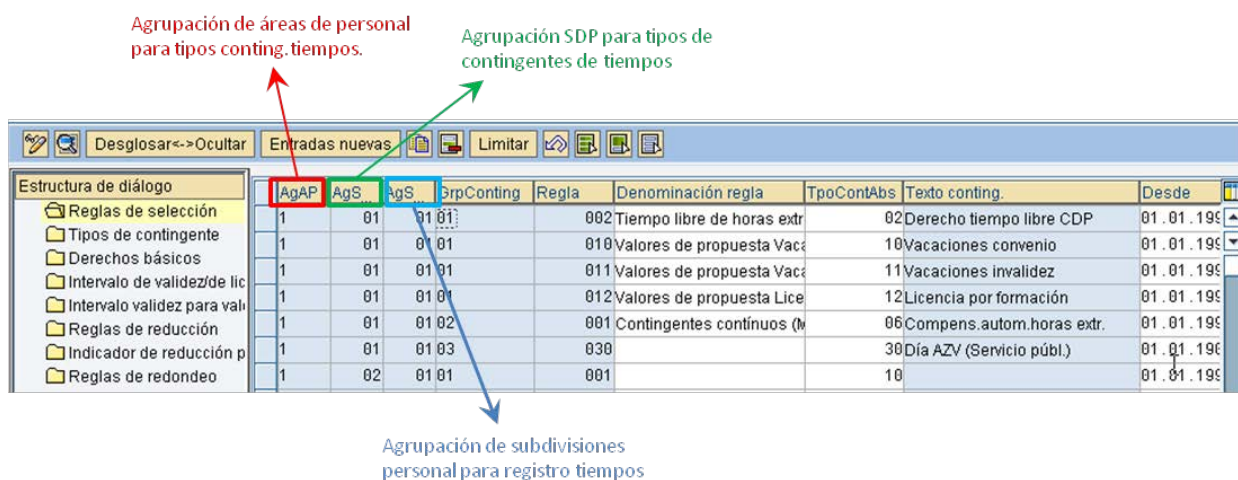 Agrupación de áreas de personal
para tipos conting.tiempos.
Agrupación SDP para tipos de
contingentes de tiempos
Desglosar<->Ocultar Entradas nuevas Limitar
Estructura de diálogo
Reglas de selección
Tipos de contingente
Derechos básicos
Intervalo de validez/de lic
Intervalo validez para valo
Reglas de reducción
Indicador de reducción p
Reglas de redondeo
AgAP AgS... AgS... GrpConting Regla Denominación regla TpoContAbs Texto conting. Desde
1 01 01 01 002 Tiempo libre de horas extr 02 Derecho tiempo libre CDP 01.01.199
1 01 01 01 010 Valores de propuesta Vaca 10 Vacaciones convenio 01.01.199
1 01 01 01 011 Valores de propuesta Vaca 11 Vacaciones invalidez 01.01.199
1 01 01 01 012 Valores de propuesta Lice 12 Licencia por formación 01.01.199
1 01 01 02 001 Contingentes contínuos (M 06 Compens.autom.horas extr. 01.01.199
1 01 01 03 030 30 Día AZV (Servicio públ.) 01.01.196
1 02 01 01 001 10 01.01.199
Agrupación de subdivisiones
personal para registro tiempos